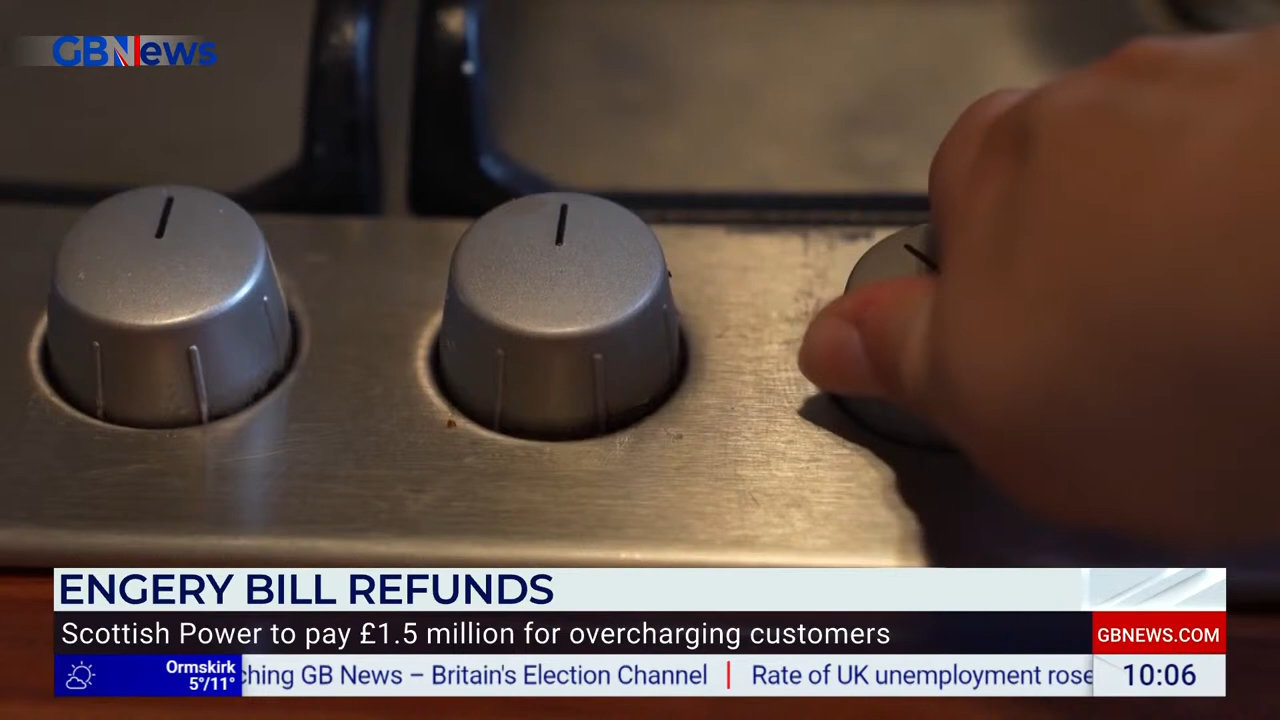 GBNews
ENGERY BILL REFUNDS
Scottish Power to pay £1.5 million for overcharging customers
GBNEWS.COM
Ormskirk
5°/11°
ching GB News – Britain's Election Channel | Rate of UK unemployment rose
10:06